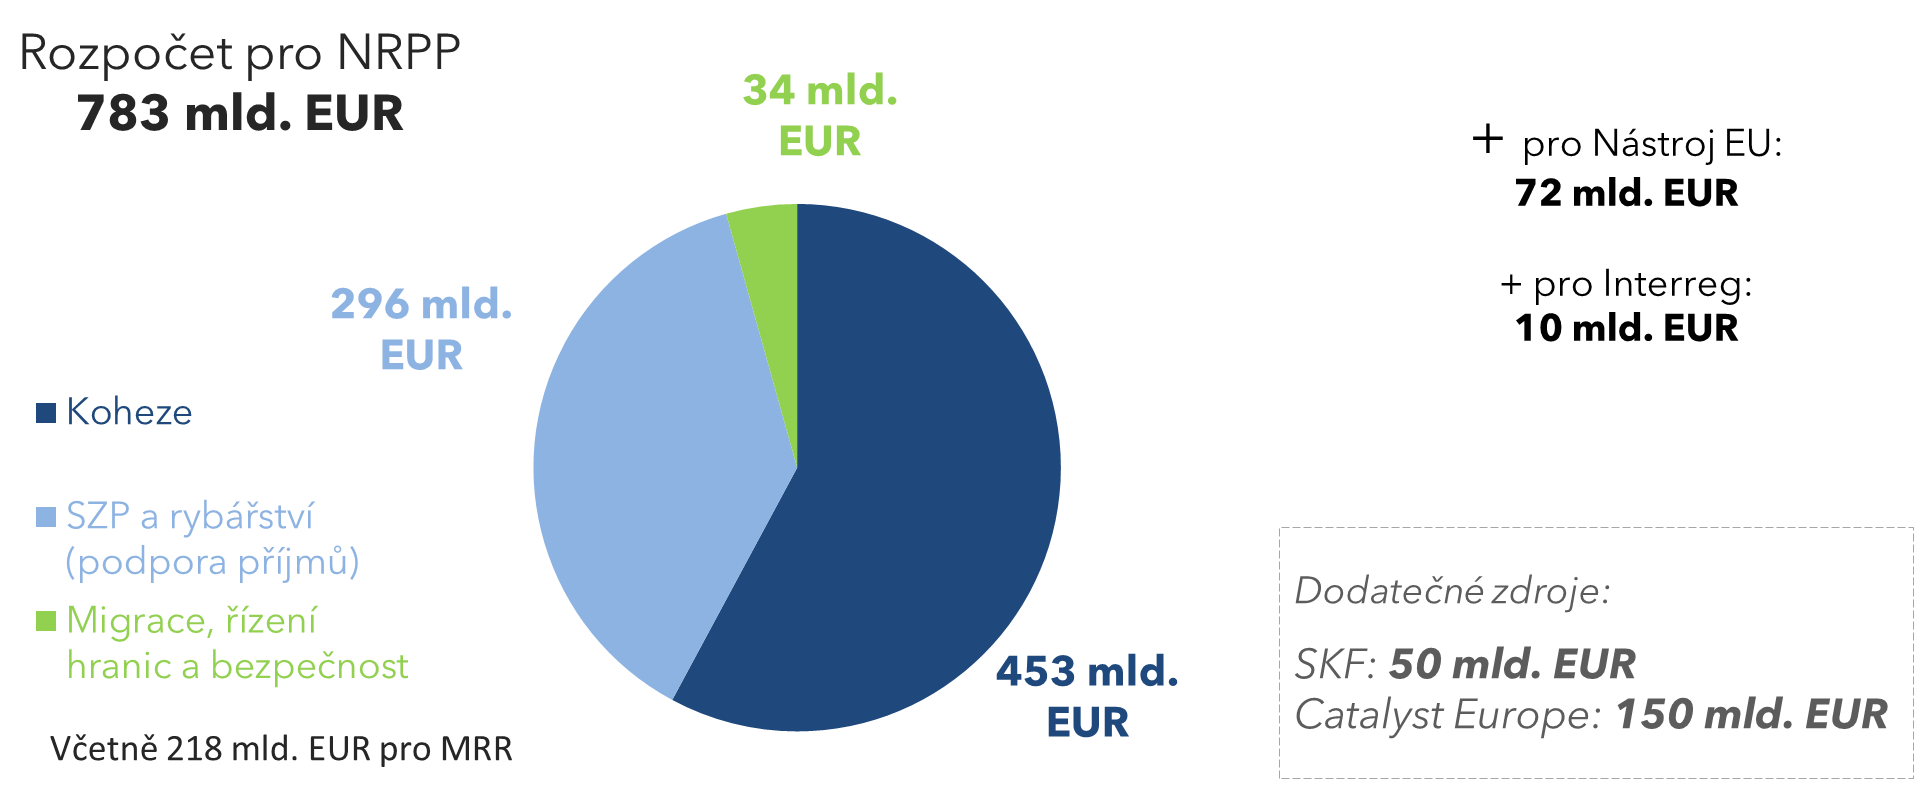 Rozpočet pro NRPP
783 mld. EUR
34 mld.
EUR
+ pro Nástroj EU:
72 mld. EUR
+ pro Interreg:
10 mld. EUR
296 mld.
EUR
Koheze
SZP a rybářství
(podpora příjmů)
Migrace, řízení
hranic a bezpečnost
Včetně 218 mld. EUR pro MRR
453 mld.
EUR
Dodatečné zdroje:
SKF: 50 mld. EUR
Catalyst Europe: 150 mld. EUR